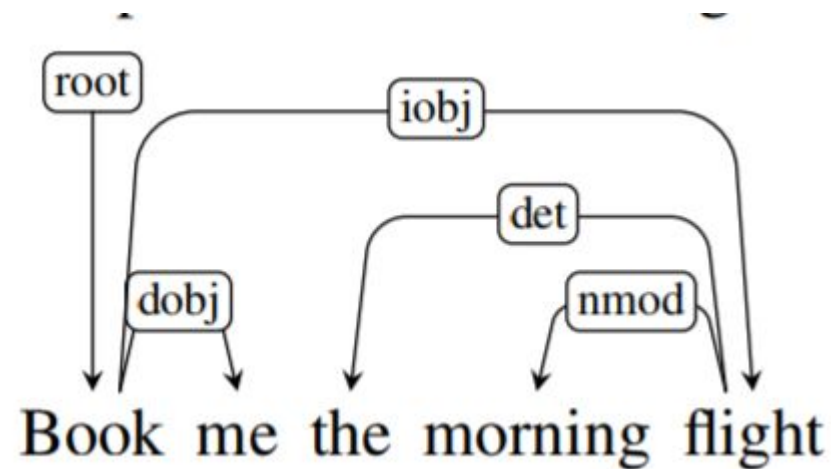 root
iobj
det
dobj nmod
Book me the morning flight